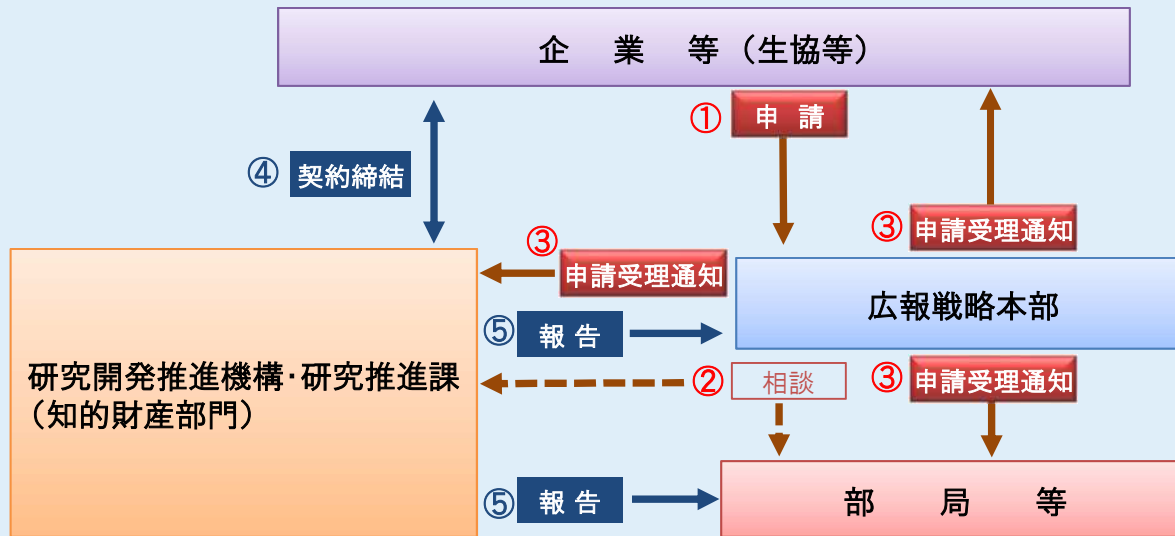 企 業 等（生協等）
① 申 請
④ 契約締結
③ 申請受理通知
③ 申請受理通知
広報戦略本部
⑤ 報 告
研究開発推進機構・研究推進課
（知的財産部門）
② 相談
③ 申請受理通知
⑤ 報 告
部 局 等